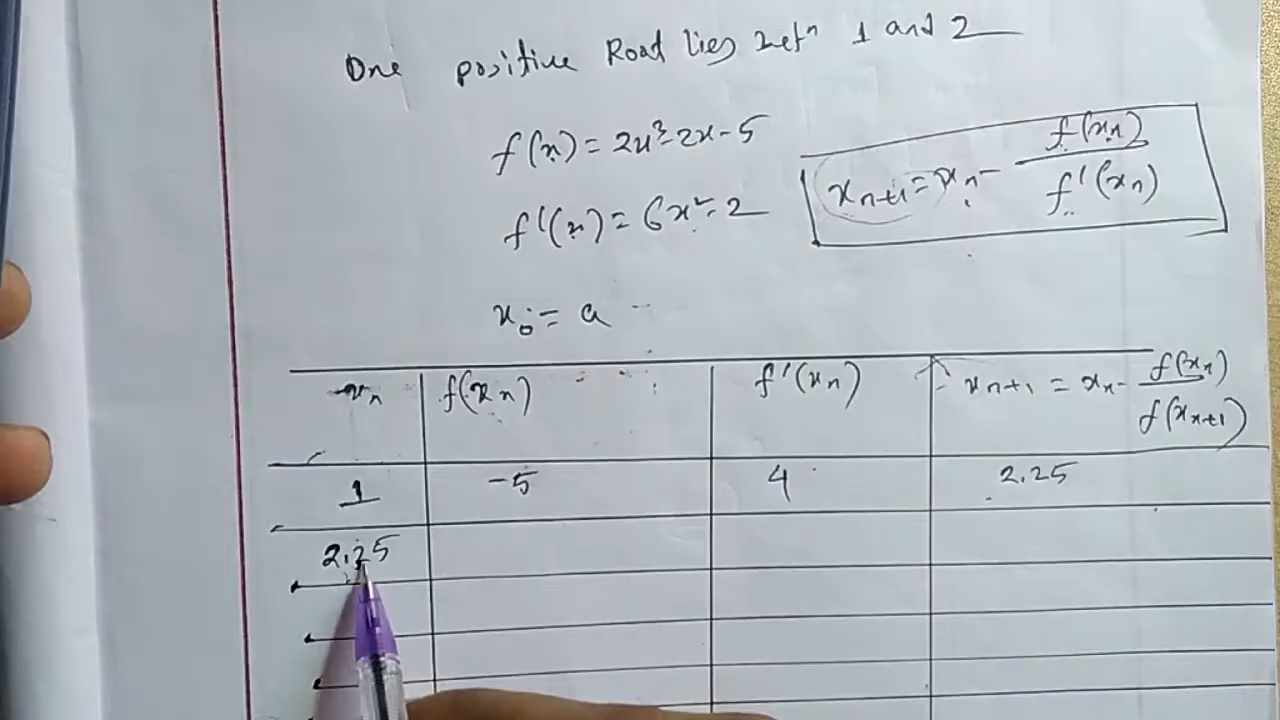 One positive Root lies betⁿ 1 and 2
f(x) = 2x³-2x-5
f'(x) = 6x²-2
xₙ₊₁ = xₙ - f(xₙ) / f'(xₙ)
x₀ = a
xₙ f(xₙ) f'(xₙ) xₙ₊₁ = xₙ - f(xₙ) / f(xₙ₊₁)
1 -5 4 2.25
2.25